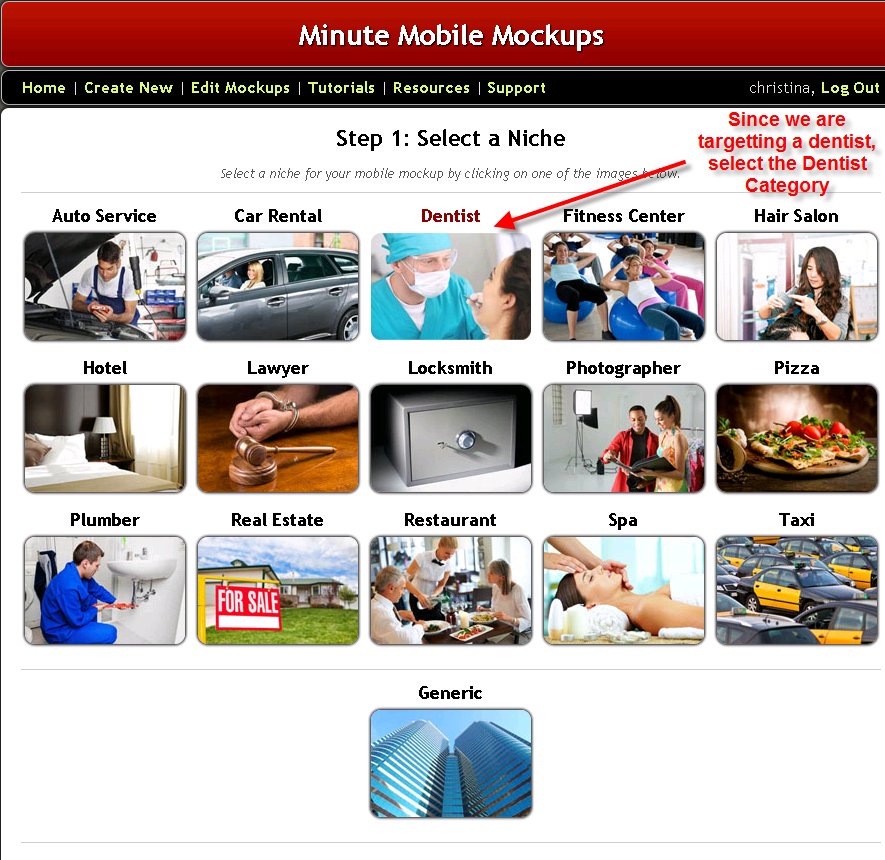 Minute Mobile Mockups
Home | Create New | Edit Mockups | Tutorials | Resources | Support
christina, Log Out
Since we are
targetting a dentist,
select the Dentist
Category
Step 1: Select a Niche
Select a niche for your mobile mockup by clicking on one of the images below.
Auto Service Car Rental Dentist Fitness Center Hair Salon
Hotel Lawyer Locksmith Photographer Pizza
Plumber Real Estate Restaurant Spa Taxi
FOR SALE
Generic